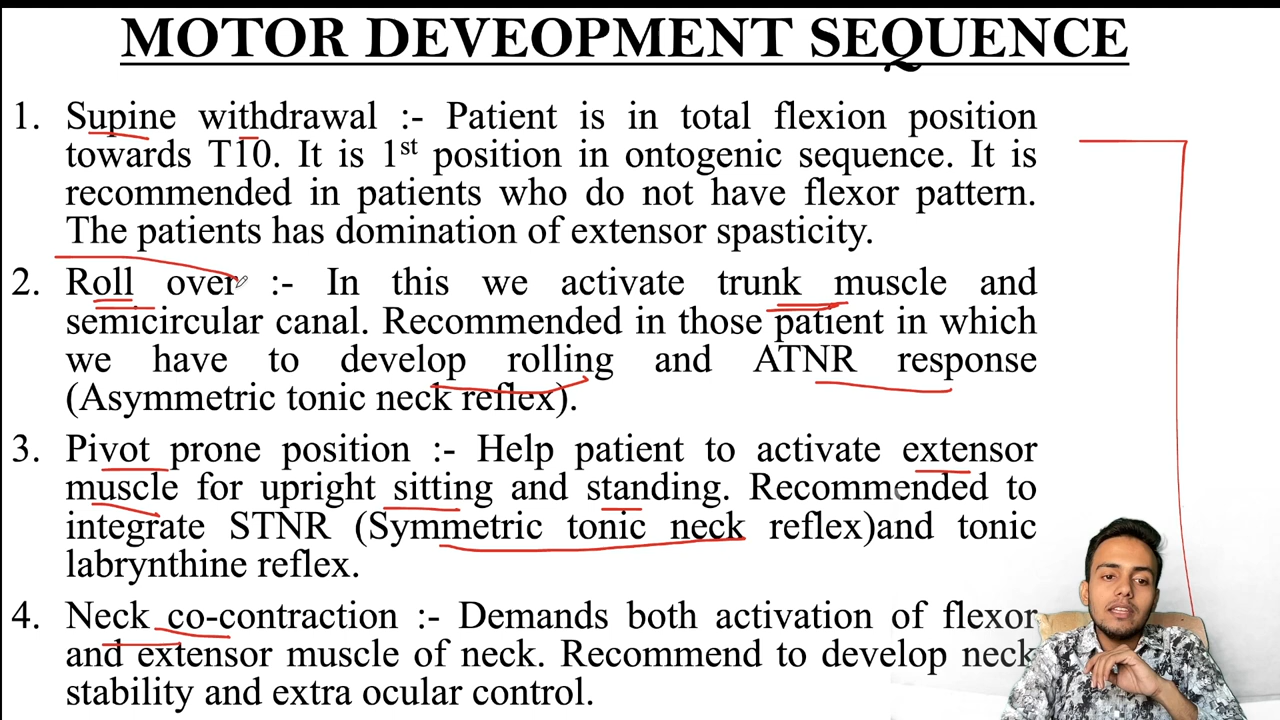 MOTOR DEVEOPMENT SEQUENCE
1. Supine withdrawal :- Patient is in total flexion position
towards T10. It is 1st position in ontogenic sequence. It is
recommended in patients who do not have flexor pattern.
The patients has domination of extensor spasticity.
2. Roll over :- In this we activate trunk muscle and
semicircular canal. Recommended in those patient in which
we have to develop rolling and ATNR response
(Asymmetric tonic neck reflex).
3. Pivot prone position :- Help patient to activate extensor
muscle for upright sitting and standing. Recommended to
integrate STNR (Symmetric tonic neck reflex)and tonic
labrynthine reflex.
4. Neck co-contraction :- Demands both activation of flexor
and extensor muscle of neck. Recommend to develop neck
stability and extra ocular control.